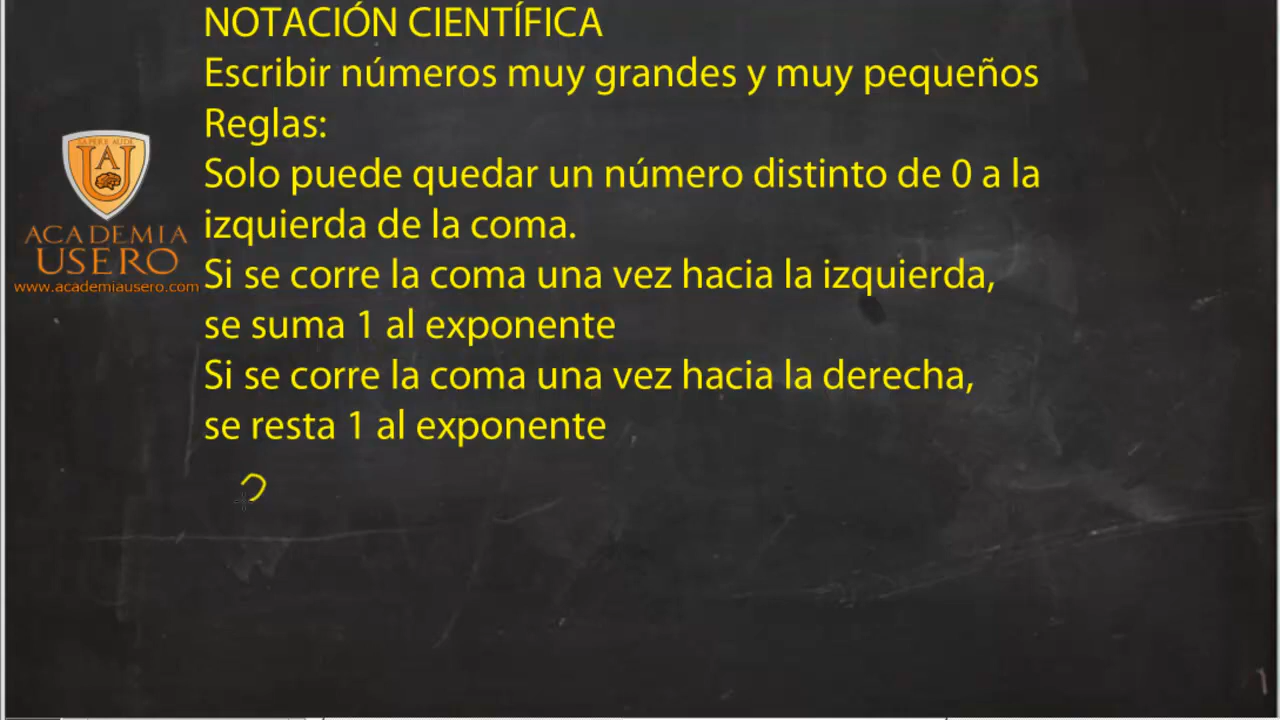 NOTACIÓN CIENTÍFICA
Escribir números muy grandes y muy pequeños
Reglas:
Solo puede quedar un número distinto de 0 a la
izquierda de la coma.
Si se corre la coma una vez hacia la izquierda,
se suma 1 al exponente
Si se corre la coma una vez hacia la derecha,
se resta 1 al exponente
SAPERE AUDE
UA
ACADEMIA
USERO
www.academiausero.com